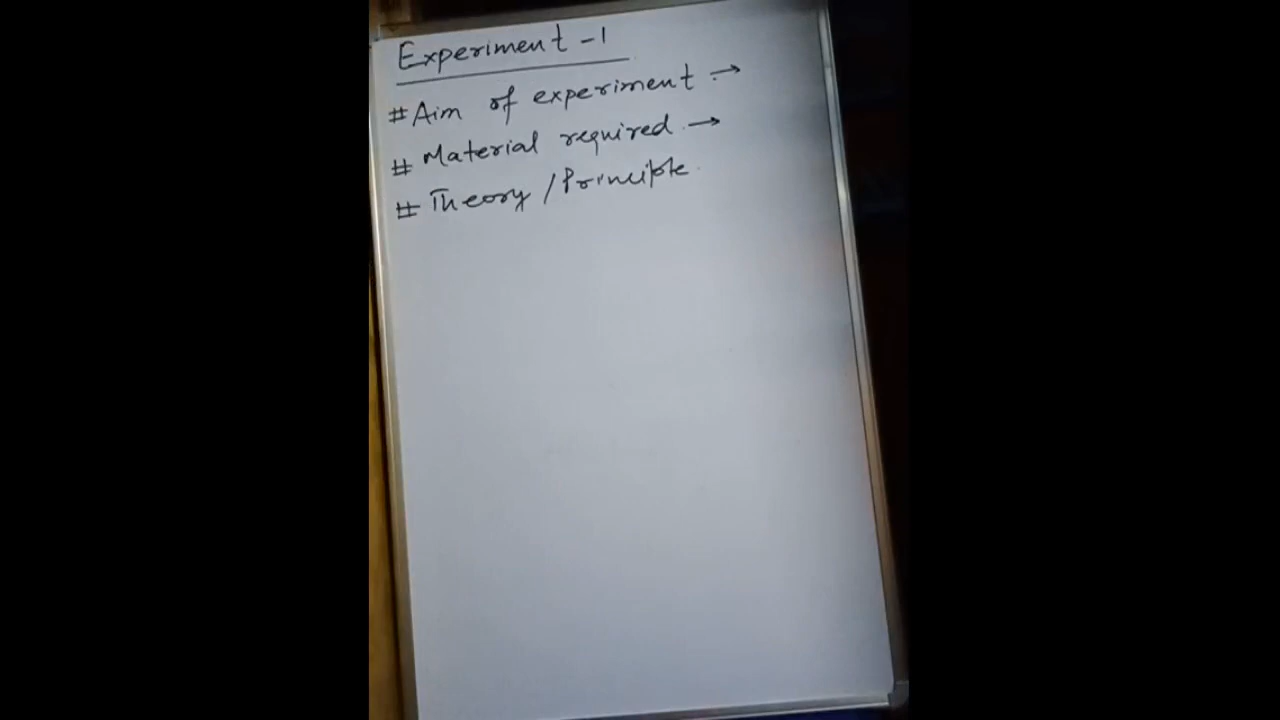 Experiment -1
# Aim of experiment :→
# Material required :→
# Theory /Principle